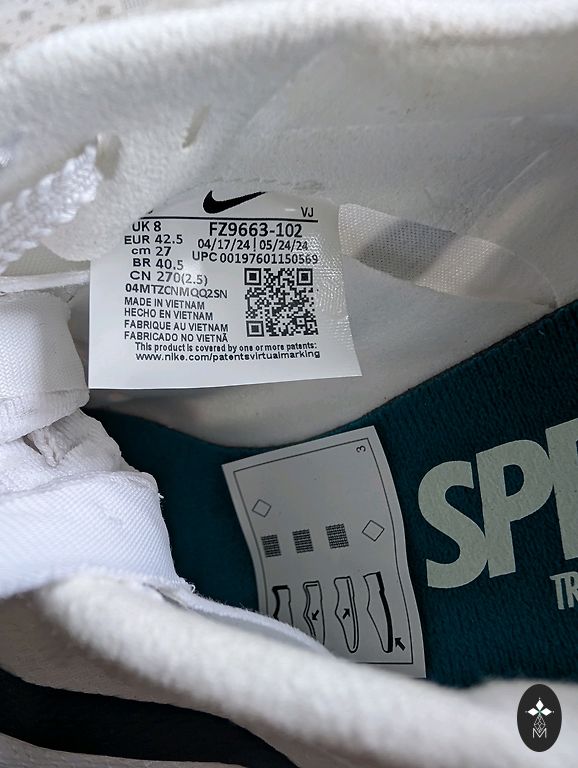 VJ
UK 8
FZ9663-102
EUR 42.5
04/17/24 | 05/24/24
cm 27
UPC 00197601150569
BR 40.5
CN 270(2.5)
04MTZCNMQQ2SN
MADE IN VIETNAM
HECHO EN VIETNAM
FABRIQUE AU VIETNAM
FABRICADO NO VIETNÃ
This product is covered by one or more patents:
www.nike.com/patentsvirtualmarking
3
SPE
TR
M